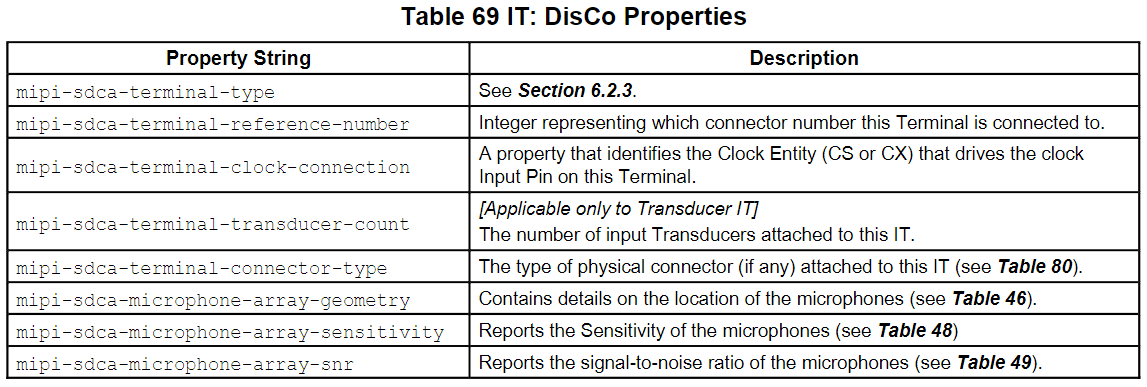 Table 69 IT: DisCo Properties
Property String Description
mipi-sdca-terminal-type See Section 6.2.3.
mipi-sdca-terminal-reference-number Integer representing which connector number this Terminal is connected to.
mipi-sdca-terminal-clock-connection A property that identifies the Clock Entity (CS or CX) that drives the clock
Input Pin on this Terminal.
mipi-sdca-terminal-transducer-count [Applicable only to Transducer IT]
The number of input Transducers attached to this IT.
mipi-sdca-terminal-connector-type The type of physical connector (if any) attached to this IT (see Table 80).
mipi-sdca-microphone-array-geometry Contains details on the location of the microphones (see Table 46).
mipi-sdca-microphone-array-sensitivity Reports the Sensitivity of the microphones (see Table 48)
mipi-sdca-microphone-array-snr Reports the signal-to-noise ratio of the microphones (see Table 49).